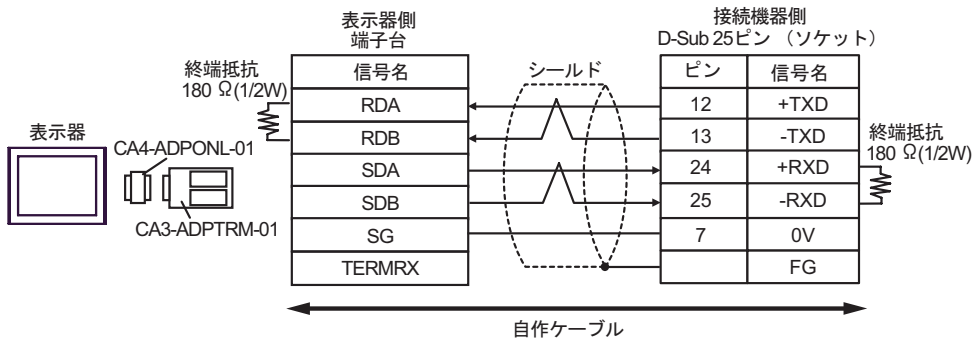 表示器側
端子台
接続機器側
D-Sub 25ピン （ソケット）
終端抵抗
180 Ω(1/2W)
信号名
シールド
ピン
信号名
RDA
12
+TXD
表示器
RDB
13
-TXD
終端抵抗
180 Ω(1/2W)
CA4-ADPONL-01
SDA
24
+RXD
SDB
25
-RXD
CA3-ADPTRM-01
SG
7
0V
TERMRX
FG
自作ケーブル